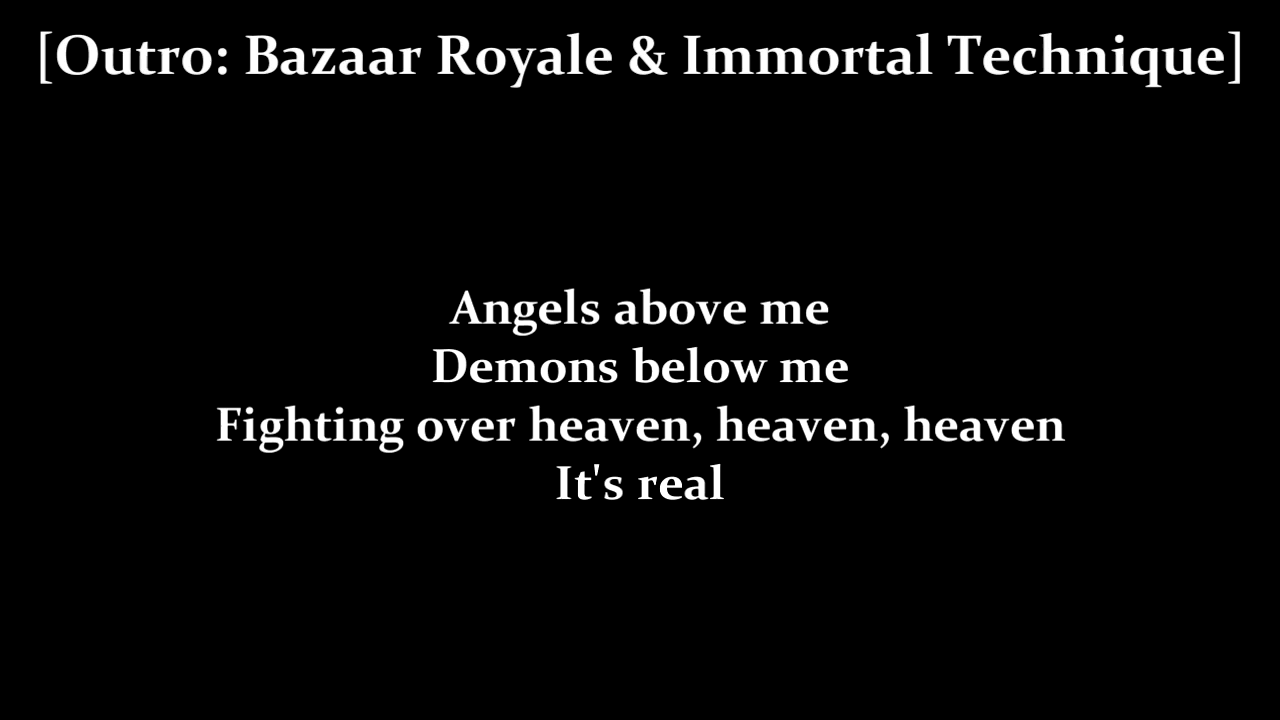 [Outro: Bazaar Royale & Immortal Technique]
Angels above me
Demons below me
Fighting over heaven, heaven, heaven
It's real